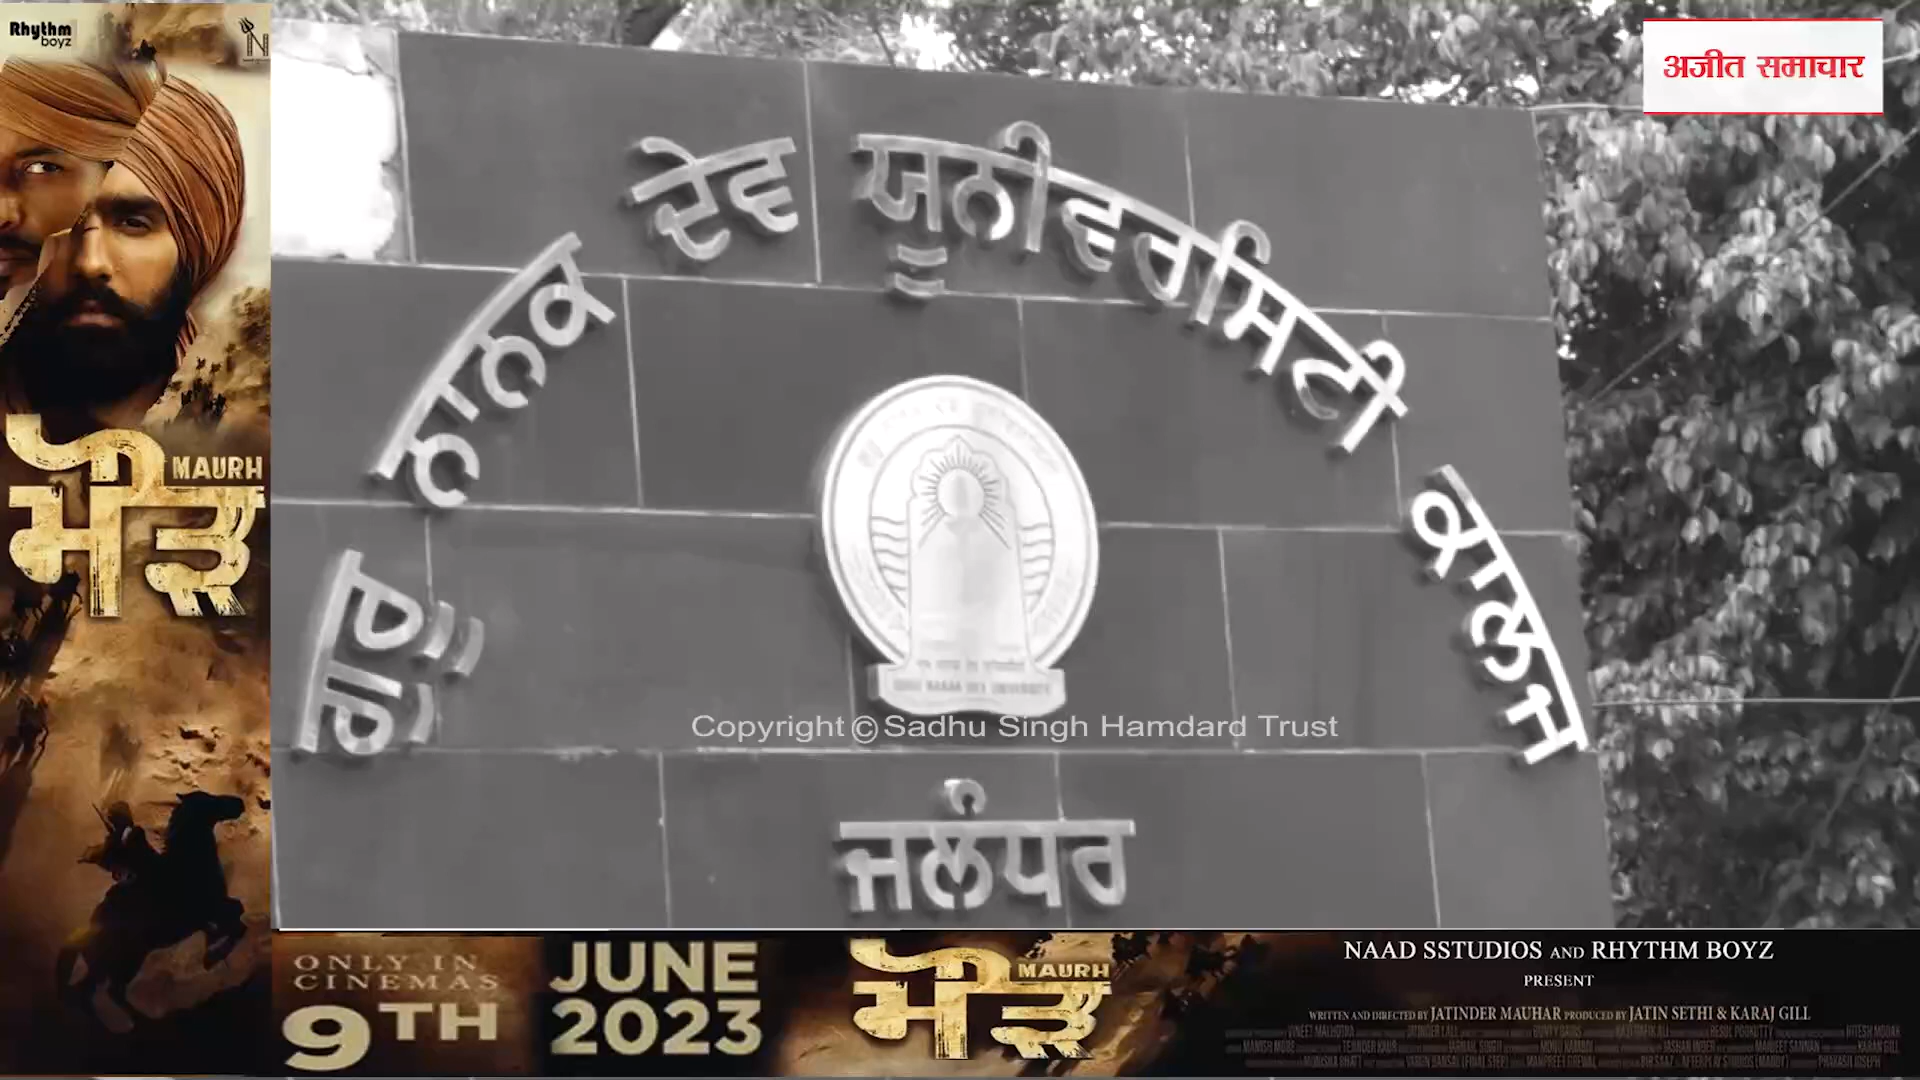 Rhythm
boyz
अजीत समाचार
ਗੁਰੂ ਨਾਨਕ ਦੇਵ ਯੂਨੀਵਰਸਿਟੀ ਕਾਲਜ
MAURH
ਮੌੜ
Copyright © Sadhu Singh Hamdard Trust
ਜਲੰਧਰ
ONLY IN
CINEMAS
9TH
JUNE
2023
MAURH
ਮੌੜ
NAAD SSTUDIOS AND RHYTHM BOYZ
PRESENT
WRITTEN AND DIRECTED BY JATINDER MAUHAR PRODUCED BY JATIN SETHI & KARAJ GILL